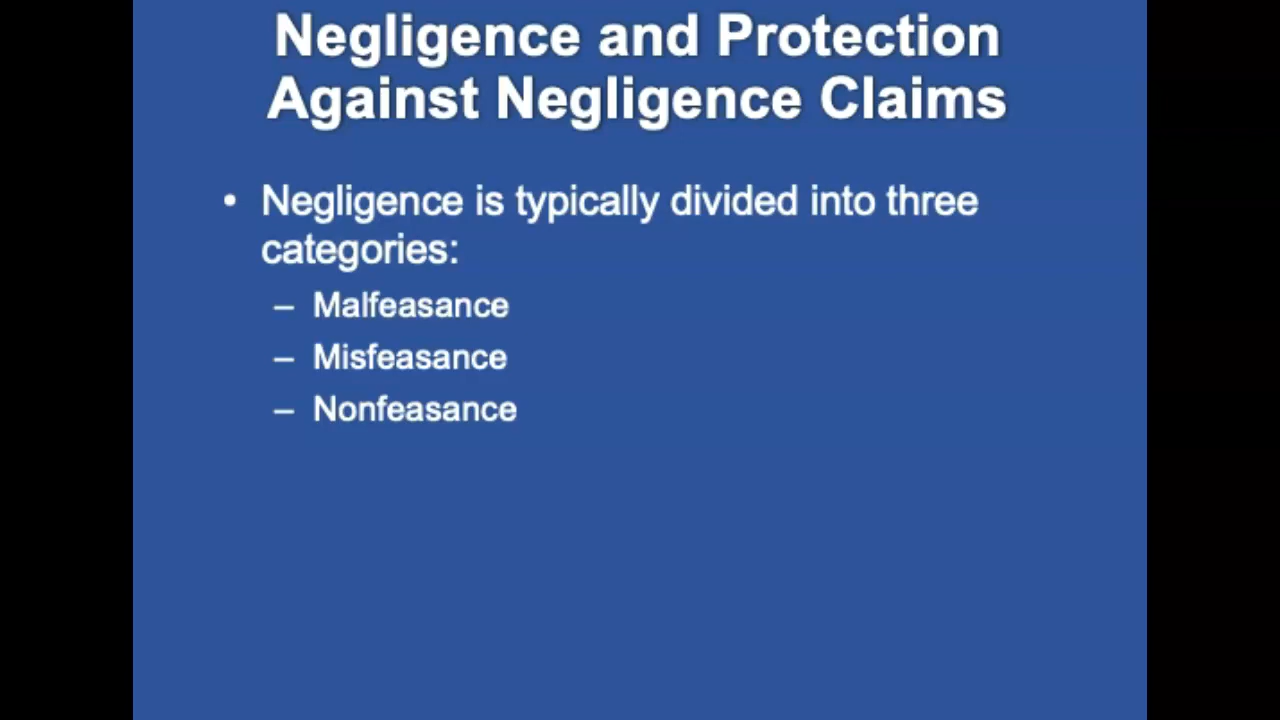 Negligence and Protection
Against Negligence Claims
• Negligence is typically divided into three
categories:
– Malfeasance
– Misfeasance
– Nonfeasance